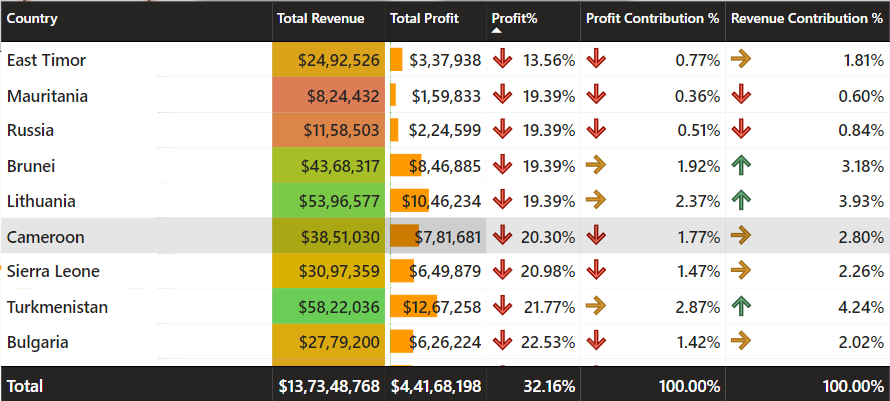 Country Total Revenue Total Profit Profit% Profit Contribution % Revenue Contribution %
East Timor $24,92,526 $3,37,938 13.56% 0.77% 1.81%
Mauritania $8,24,432 $1,59,833 19.39% 0.36% 0.60%
Russia $11,58,503 $2,24,599 19.39% 0.51% 0.84%
Brunei $43,68,317 $8,46,885 19.39% 1.92% 3.18%
Lithuania $53,96,577 $10,46,234 19.39% 2.37% 3.93%
Cameroon $38,51,030 $7,81,681 20.30% 1.77% 2.80%
Sierra Leone $30,97,359 $6,49,879 20.98% 1.47% 2.26%
Turkmenistan $58,22,036 $12,67,258 21.77% 2.87% 4.24%
Bulgaria $27,79,200 $6,26,224 22.53% 1.42% 2.02%
Total $13,73,48,768 $4,41,68,198 32.16% 100.00% 100.00%